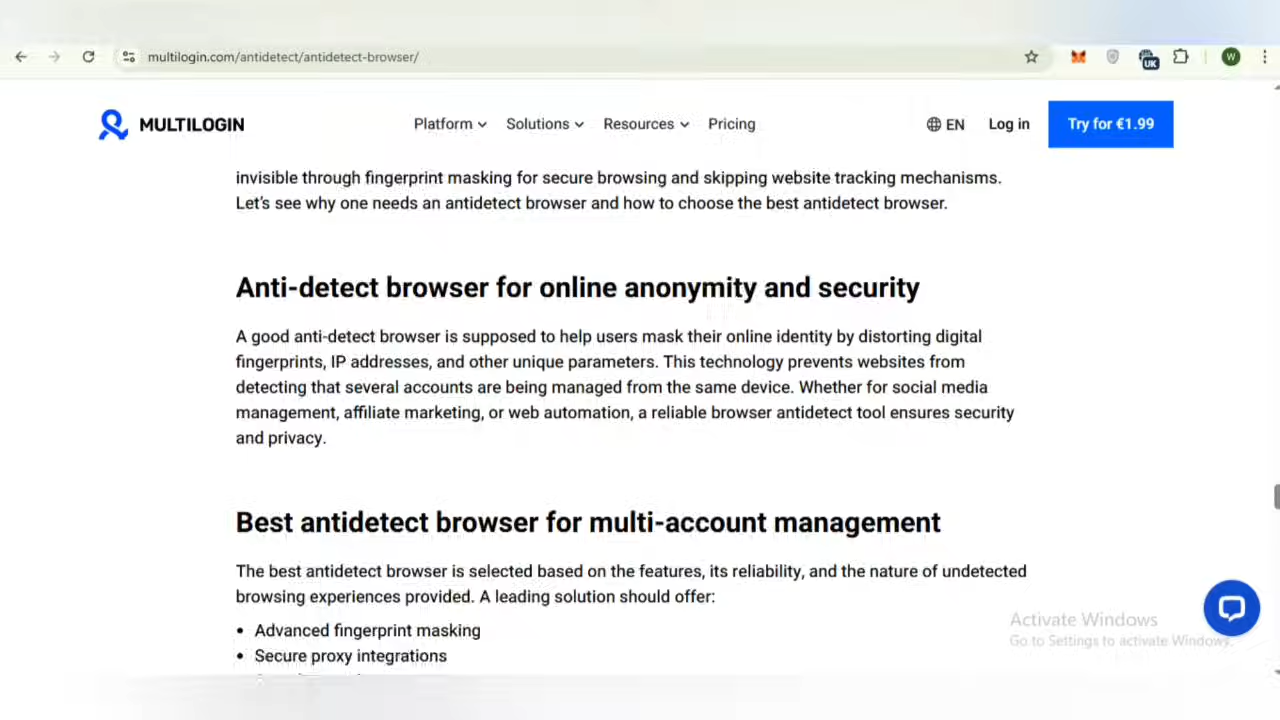 multilogin.com/antidetect/antidetect-browser/
UK
W
MULTILOGIN
Platform
Solutions
Resources
Pricing
EN
Log in
Try for €1.99
invisible through fingerprint masking for secure browsing and skipping website tracking mechanisms.
Let's see why one needs an antidetect browser and how to choose the best antidetect browser.
Anti-detect browser for online anonymity and security
A good anti-detect browser is supposed to help users mask their online identity by distorting digital
fingerprints, IP addresses, and other unique parameters. This technology prevents websites from
detecting that several accounts are being managed from the same device. Whether for social media
management, affiliate marketing, or web automation, a reliable browser antidetect tool ensures security
and privacy.
Best antidetect browser for multi-account management
The best antidetect browser is selected based on the features, its reliability, and the nature of undetected
browsing experiences provided. A leading solution should offer:
• Advanced fingerprint masking
• Secure proxy integrations
Activate Windows
Go to Settings to activate Windows.